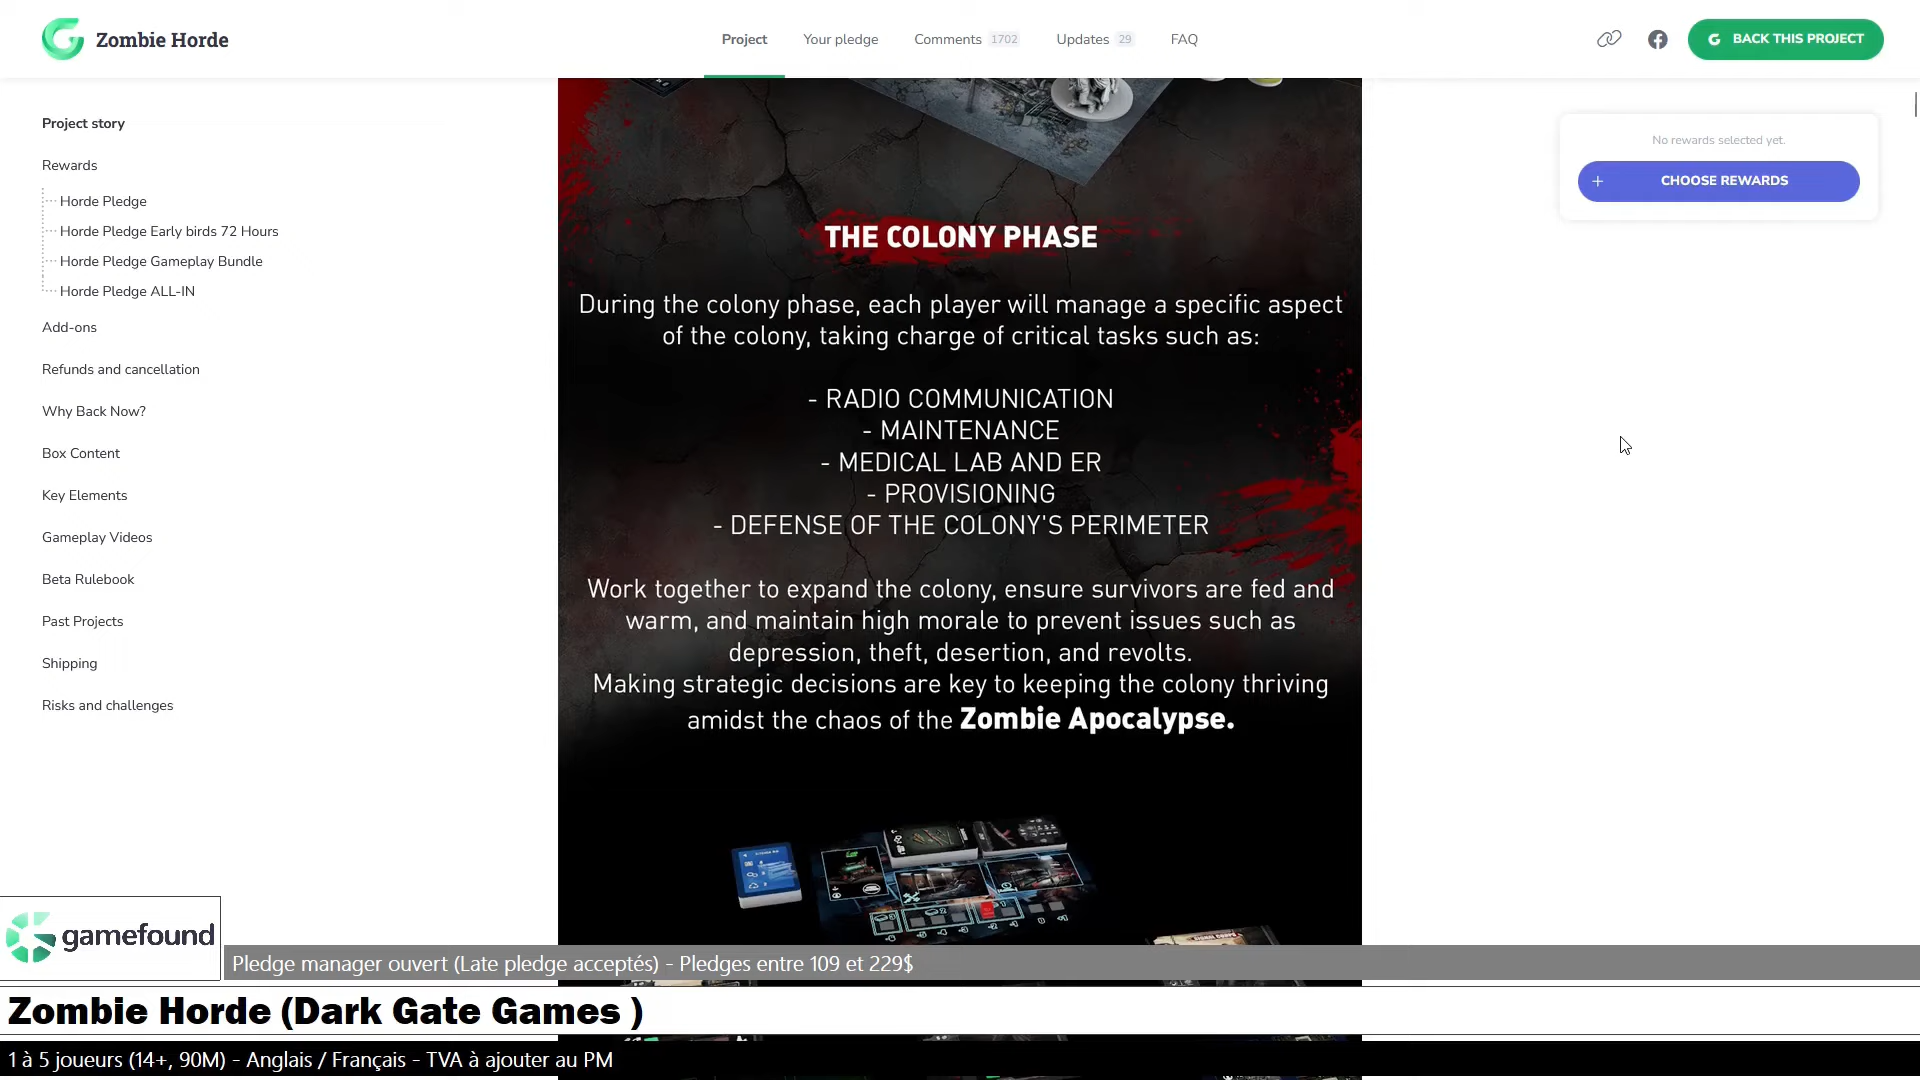 Zombie Horde
Project
Your pledge
Comments 1702
Updates 29
FAQ
BACK THIS PROJECT
Project story
Rewards
Horde Pledge
Horde Pledge Early birds 72 Hours
Horde Pledge Gameplay Bundle
Horde Pledge ALL-IN
Add-ons
Refunds and cancellation
Why Back Now?
Box Content
Key Elements
Gameplay Videos
Beta Rulebook
Past Projects
Shipping
Risks and challenges
THE COLONY PHASE
During the colony phase, each player will manage a specific aspect
of the colony, taking charge of critical tasks such as:
- RADIO COMMUNICATION
- MAINTENANCE
- MEDICAL LAB AND ER
- PROVISIONING
- DEFENSE OF THE COLONY'S PERIMETER
Work together to expand the colony, ensure survivors are fed and
warm, and maintain high morale to prevent issues such as
depression, theft, desertion, and revolts.
Making strategic decisions are key to keeping the colony thriving
amidst the chaos of the Zombie Apocalypse.
No rewards selected yet.
+ CHOOSE REWARDS
gamefound
Pledge manager ouvert (Late pledge acceptés) - Pledges entre 109 et 229$
Zombie Horde (Dark Gate Games )
1 à 5 joueurs (14+, 90M) - Anglais / Français - TVA à ajouter au PM